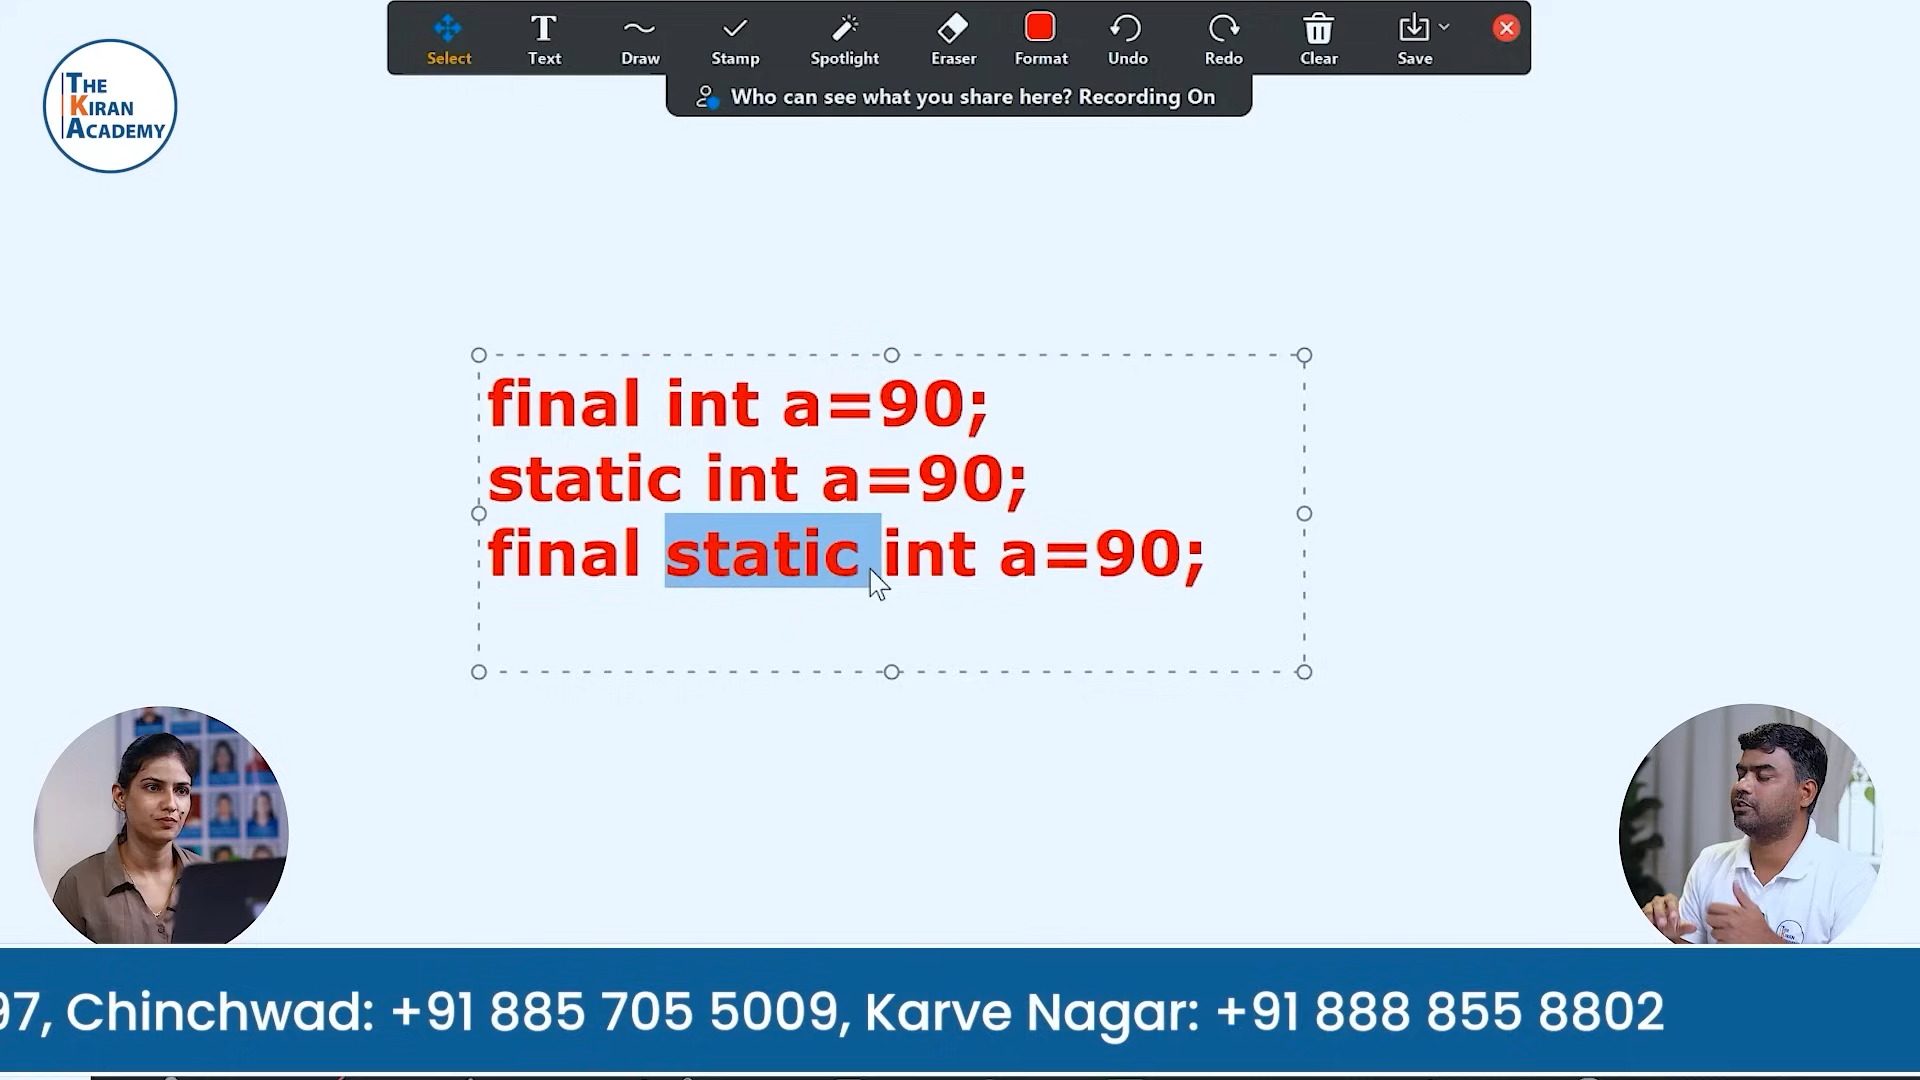 Select Text Draw Stamp Spotlight Eraser Format Undo Redo Clear Save
Who can see what you share here? Recording On
THE
KIRAN
ACADEMY
final int a=90;
static int a=90;
final static int a=90;
97, Chinchwad: +91 885 705 5009, Karve Nagar: +91 888 855 8802